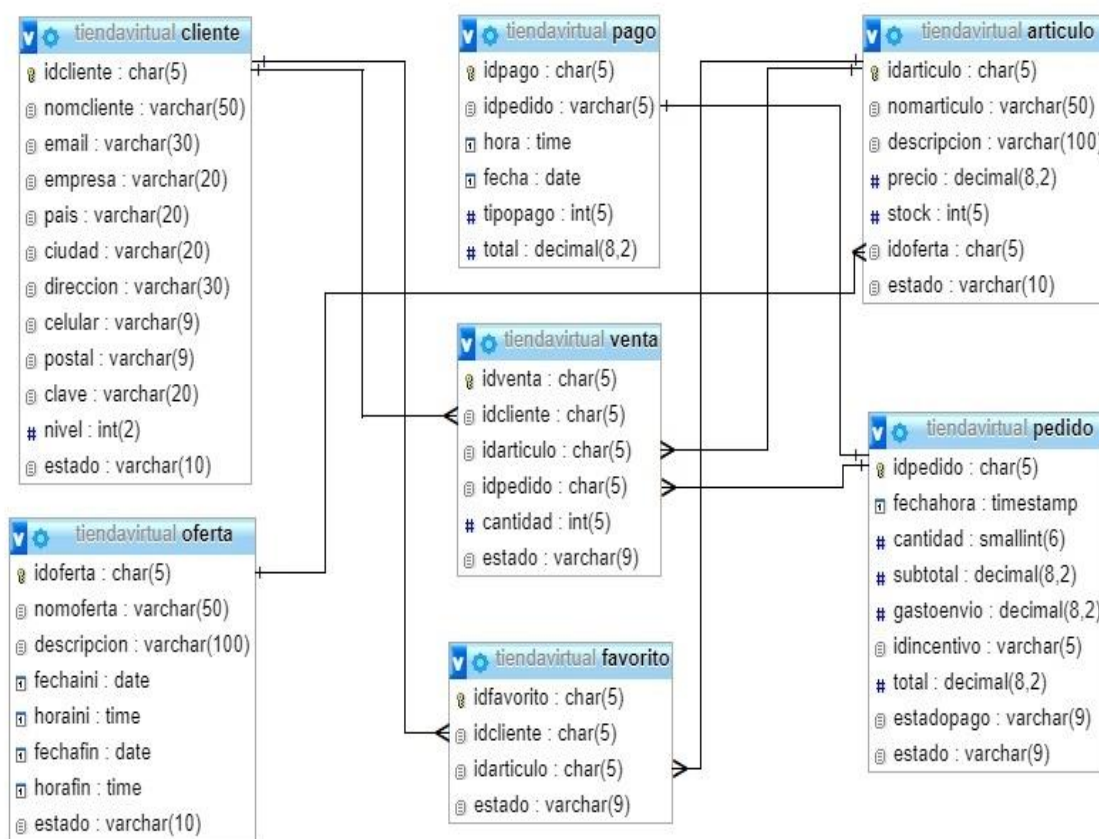 tiendavirtual cliente
idcliente : char(5)
nomcliente : varchar(50)
email : varchar(30)
empresa : varchar(20)
pais : varchar(20)
ciudad : varchar(20)
direccion : varchar(30)
celular : varchar(9)
postal : varchar(9)
clave : varchar(20)
# nivel : int(2)
estado : varchar(10)
tiendavirtual oferta
idoferta : char(5)
nomoferta : varchar(50)
descripcion : varchar(100)
fechaini : date
horaini : time
fechafin : date
horafin : time
estado : varchar(10)
tiendavirtual pago
idpago : char(5)
idpedido : varchar(5)
hora : time
fecha : date
# tipopago : int(5)
# total : decimal(8,2)
tiendavirtual venta
idventa : char(5)
idcliente : char(5)
idarticulo : char(5)
idpedido : char(5)
# cantidad : int(5)
estado : varchar(9)
tiendavirtual favorito
idfavorito : char(5)
idcliente : char(5)
idarticulo : char(5)
estado : varchar(9)
tiendavirtual articulo
idarticulo : char(5)
nomarticulo : varchar(50)
descripcion : varchar(100)
# precio : decimal(8,2)
# stock : int(5)
idoferta : char(5)
estado : varchar(10)
tiendavirtual pedido
idpedido : char(5)
fechahora : timestamp
# cantidad : smallint(6)
# subtotal : decimal(8,2)
# gastoenvio : decimal(8,2)
idincentivo : varchar(5)
# total : decimal(8,2)
estadopago : varchar(9)
estado : varchar(9)